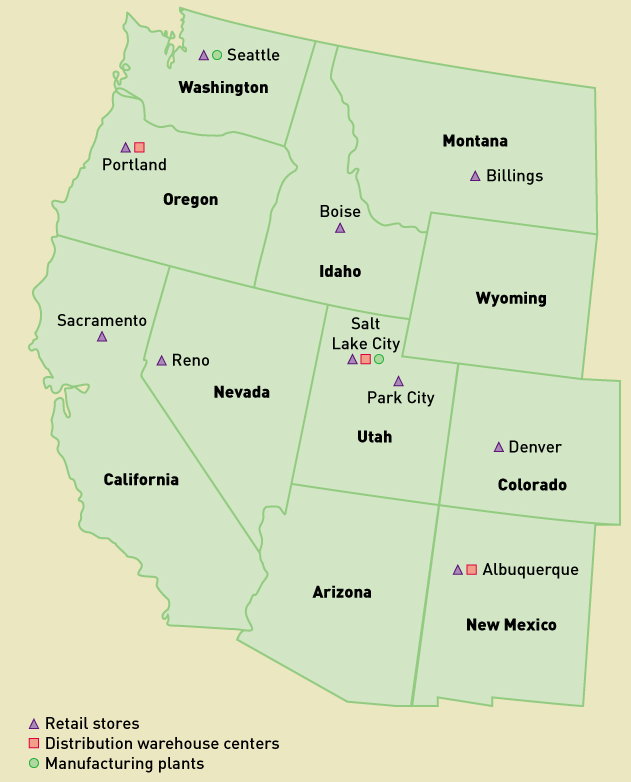 Seattle
Washington
Montana
Portland
Billings
Oregon
Boise
Idaho
Wyoming
Sacramento
Salt
Lake City
Reno
Nevada
Park City
Utah
Denver
California
Colorado
Albuquerque
Arizona
New Mexico
Retail stores
Distribution warehouse centers
Manufacturing plants